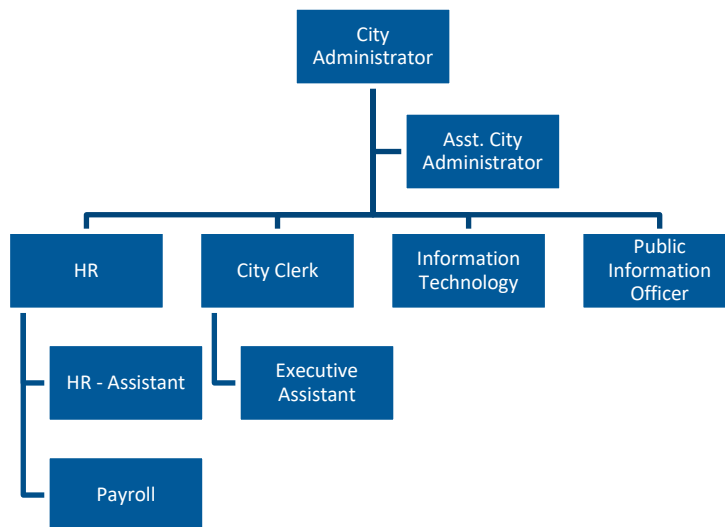 City
Administrator
Asst. City
Administrator
HR
City Clerk
Information
Technology
Public
Information
Officer
HR - Assistant
Executive
Assistant
Payroll